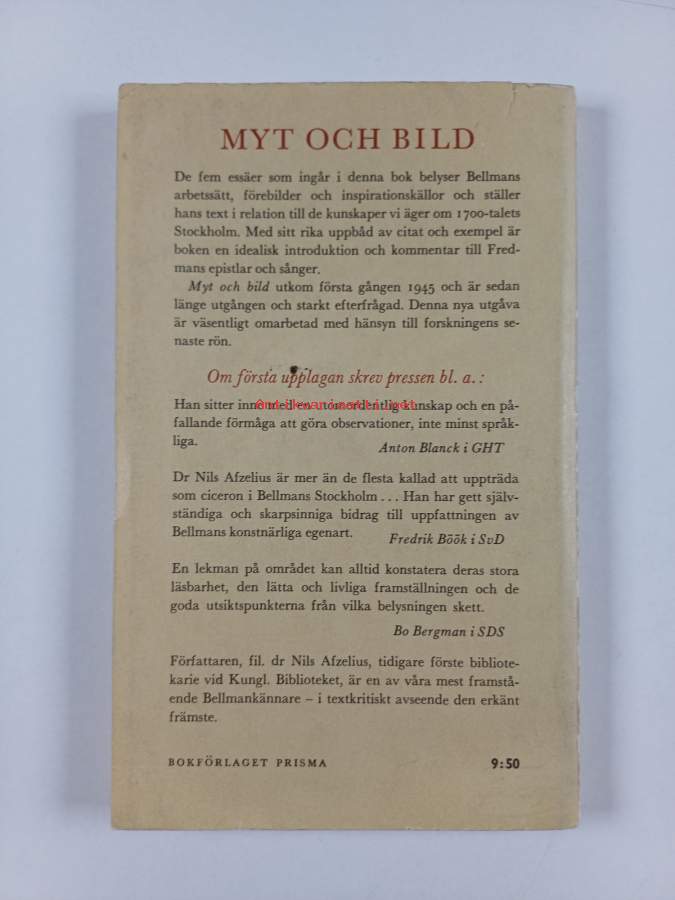 MYT OCH BILD
De fem essäer som ingår i denna bok belyser Bellmans
arbetssätt, förebilder och inspirationskällor och ställer
hans text i relation till de kunskaper vi äger om 1700-talets
Stockholm. Med sitt rika uppbåd av citat och exempel är
boken en idealisk introduktion och kommentar till Fred-
mans epistlar och sånger.
Myt och bild utkom första gången 1945 och är sedan
länge utgången och starkt efterfrågad. Denna nya utgåva
är väsentligt omarbetad med hänsyn till forskningens se-
naste rön.
Om första upplagan skrev pressen bl. a.:
Han sitter inne med en utomordentlig kunskap och en på-
fallande förmåga att göra observationer, inte minst språk-
liga.
Anton Blanck i GHT
Dr Nils Afzelius är mer än de flesta kallad att uppträda
som ciceron i Bellmans Stockholm... Han har gett själv-
ständiga och skarpsinniga bidrag till uppfattningen av
Bellmans konstnärliga egenart.
Fredrik Böök i SvD
En lekman på området kan alltid konstatera deras stora
läsbarhet, den lätta och livliga framställningen och de
goda utsiktspunkterna från vilka belysningen skett.
Bo Bergman i SDS
Författaren, fil. dr Nils Afzelius, tidigare förste bibliote-
karie vid Kungl. Biblioteket, är en av våra mest framstå-
ende Bellmankännare – i textkritiskt avseende den erkänt
främste.
BOKFÖRLAGET PRISMA
9:50